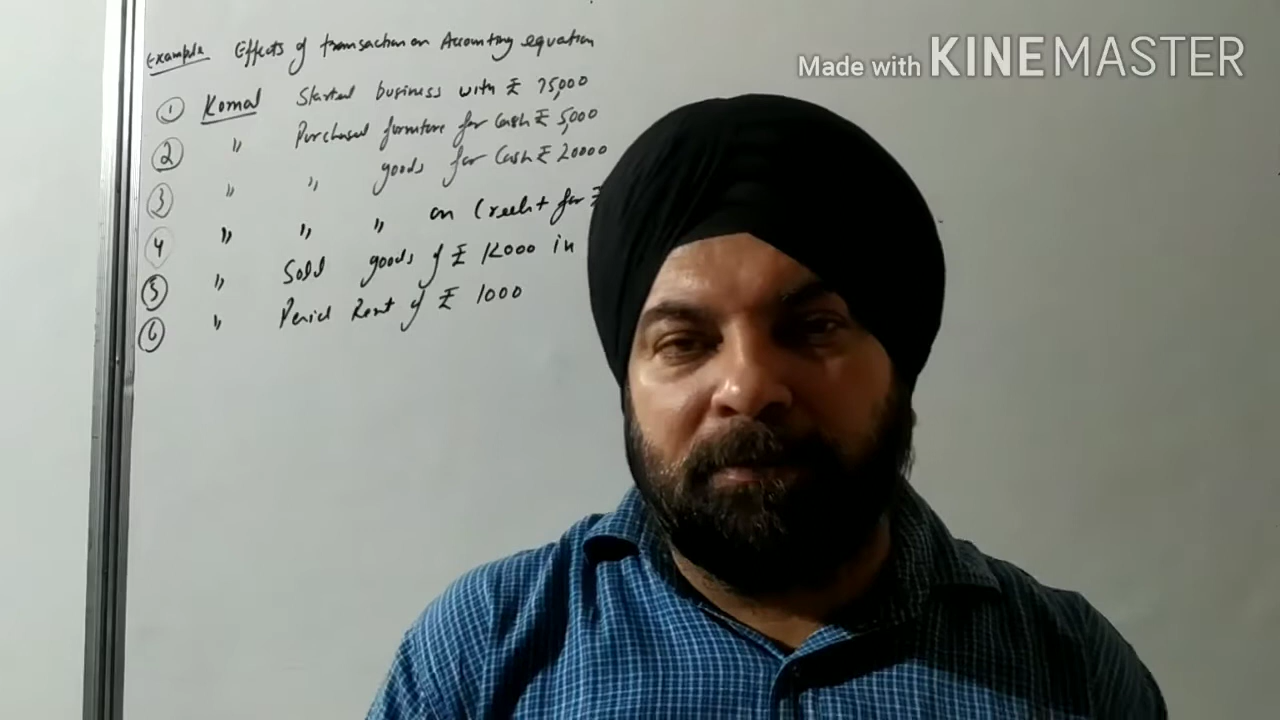 Made with KINEMASTER
Example Effects of transaction on Accounting equation
① Komal Started business with ₹ 75,000
② " Purchased furniture for Cash ₹ 5,000
③ " " goods for Cash ₹ 20000
④ " " " on Credit for ₹
⑤ " Sold goods of ₹ 12000 in
⑥ " Paid Rent of ₹ 1000